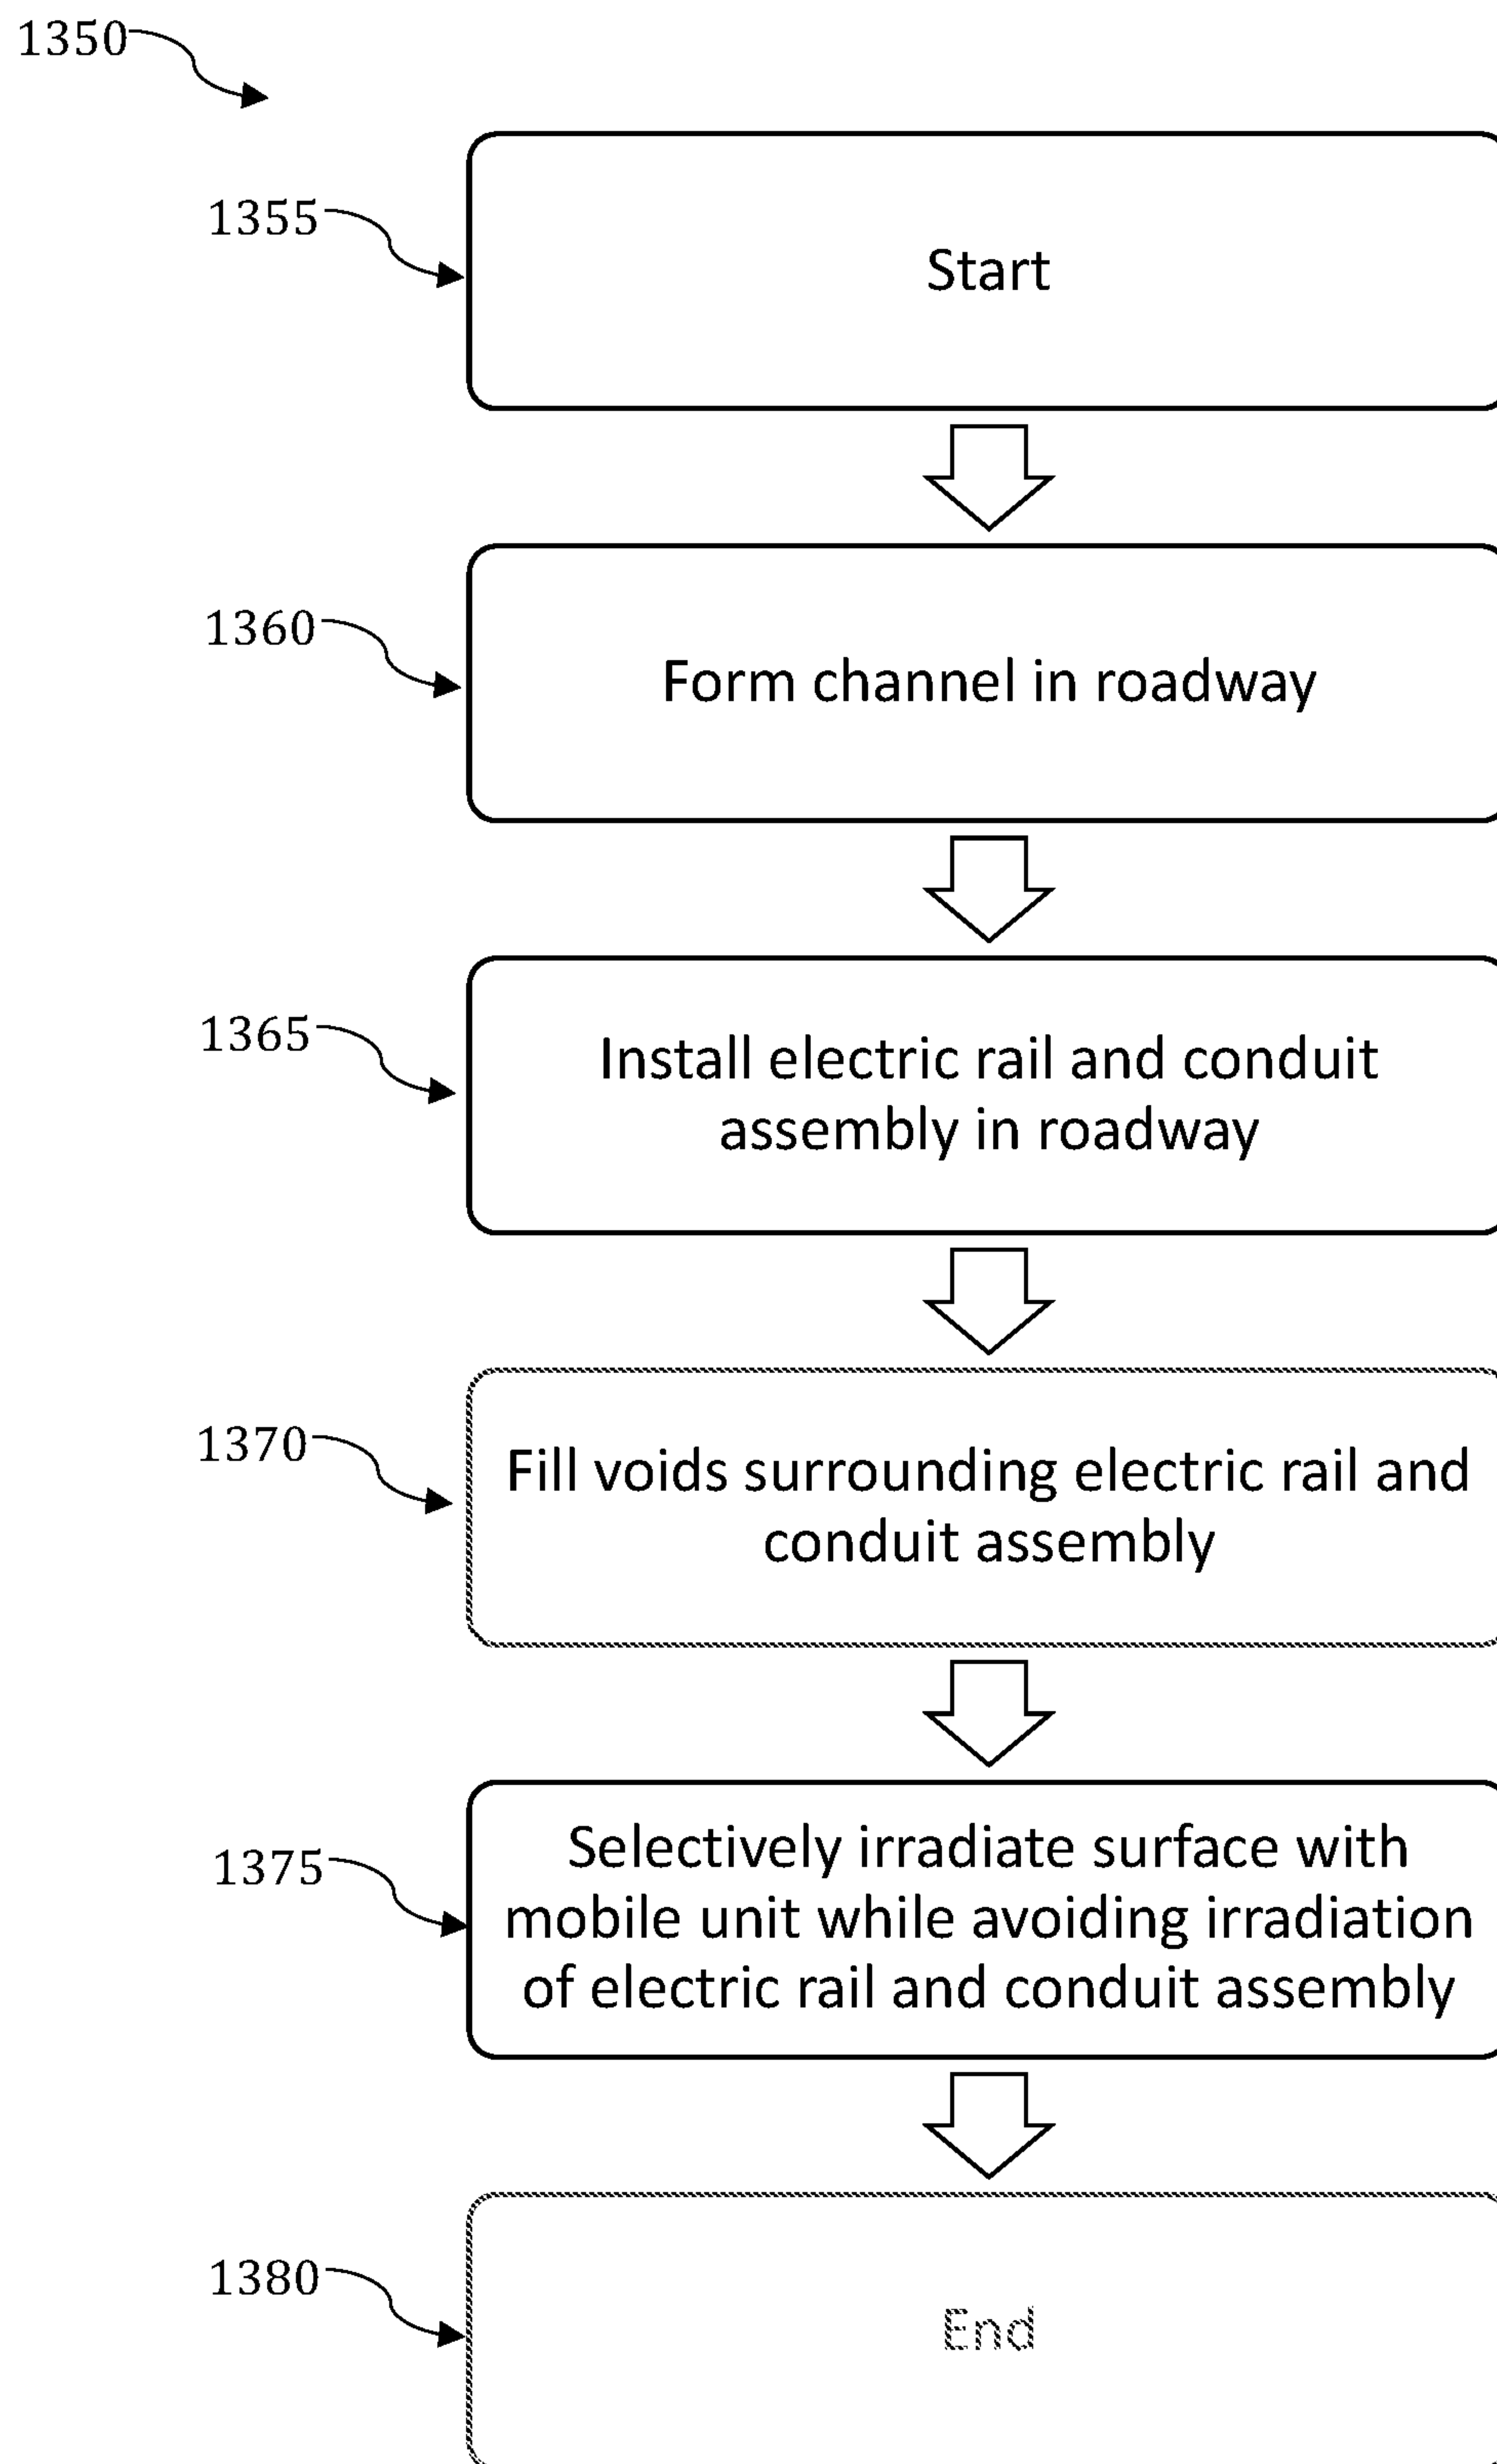 1350
1355
Start
1360
Form channel in roadway
1365
Install electric rail and conduit
assembly in roadway
1370
Fill voids surrounding electric rail and
conduit assembly
1375
Selectively irradiate surface with
mobile unit while avoiding irradiation
of electric rail and conduit assembly
1380
End